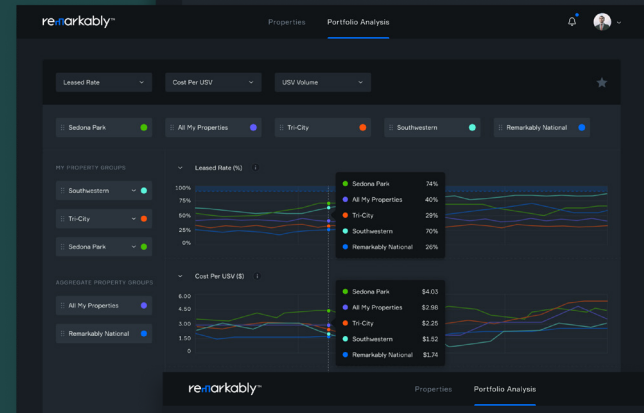 remarkably™ Properties Portfolio Analysis
Leased Rate Cost Per USV USV Volume
Sedona Park All My Properties Tri-City Southwestern Remarkably National
MY PROPERTY GROUPS
Southwestern
Tri-City
Sedona Park
AGGREGATE PROPERTY GROUPS
All My Properties
Remarkably National
Leased Rate (%) i
100%
75%
50%
25%
0%
Sedona Park 74%
All My Properties 40%
Tri-City 29%
Southwestern 70%
Remarkably National 26%
Cost Per USV ($) i
6.00
4.50
3.00
1.50
0
Sedona Park $4.03
All My Properties $2.98
Tri-City $2.25
Southwestern $1.52
Remarkably National $1.74
remarkably™ Properties Portfolio Analysis